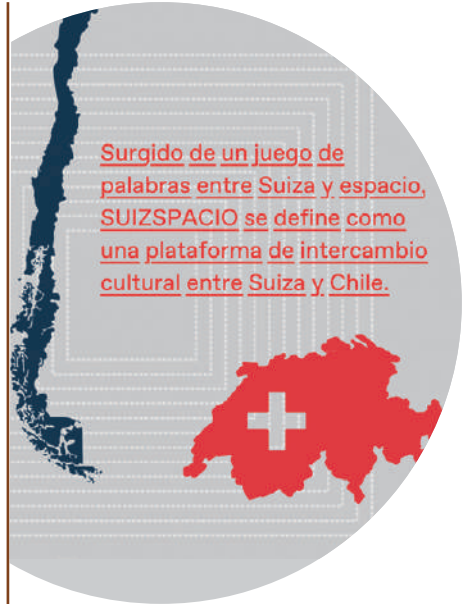 Surgido de un juego de
palabras entre Suiza y espacio,
SUIZSPACIO se define como
una plataforma de intercambio
cultural entre Suiza y Chile.